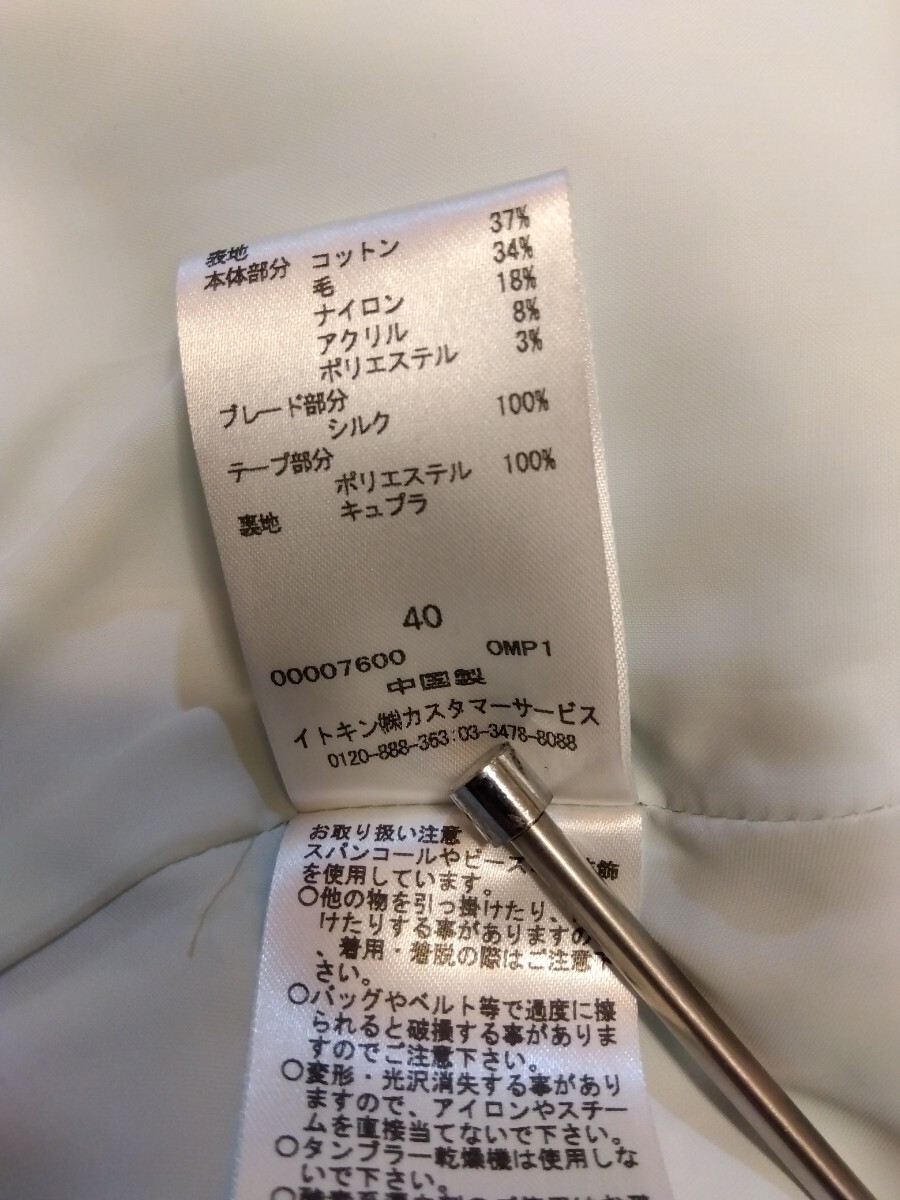 表地
本体部分 コットン 37%
毛 34%
ナイロン 18%
アクリル 8%
ポリエステル 3%
ブレード部分
シルク 100%
テープ部分
ポリエステル 100%
裏地 キュプラ
40
00007600 OMP1
中国製
イトキン㈱カスタマーサービス
0120-888-363:03-3478-8088
お取り扱い注意
スパンコールやビーズ 飾
を使用しています。
○他の物を引っ掛けたり、
けたりする事がありますの
、着用・着脱の際はご注意下
さい。
○バッグやベルト等で過度に擦
られると破損する事がありま
すのでご注意下さい。
○変形・光沢消失する事があり
ますので、アイロンやスチー
ムを直接当てないで下さい。
○タンブラー乾燥機は使用しな
いで下さい。